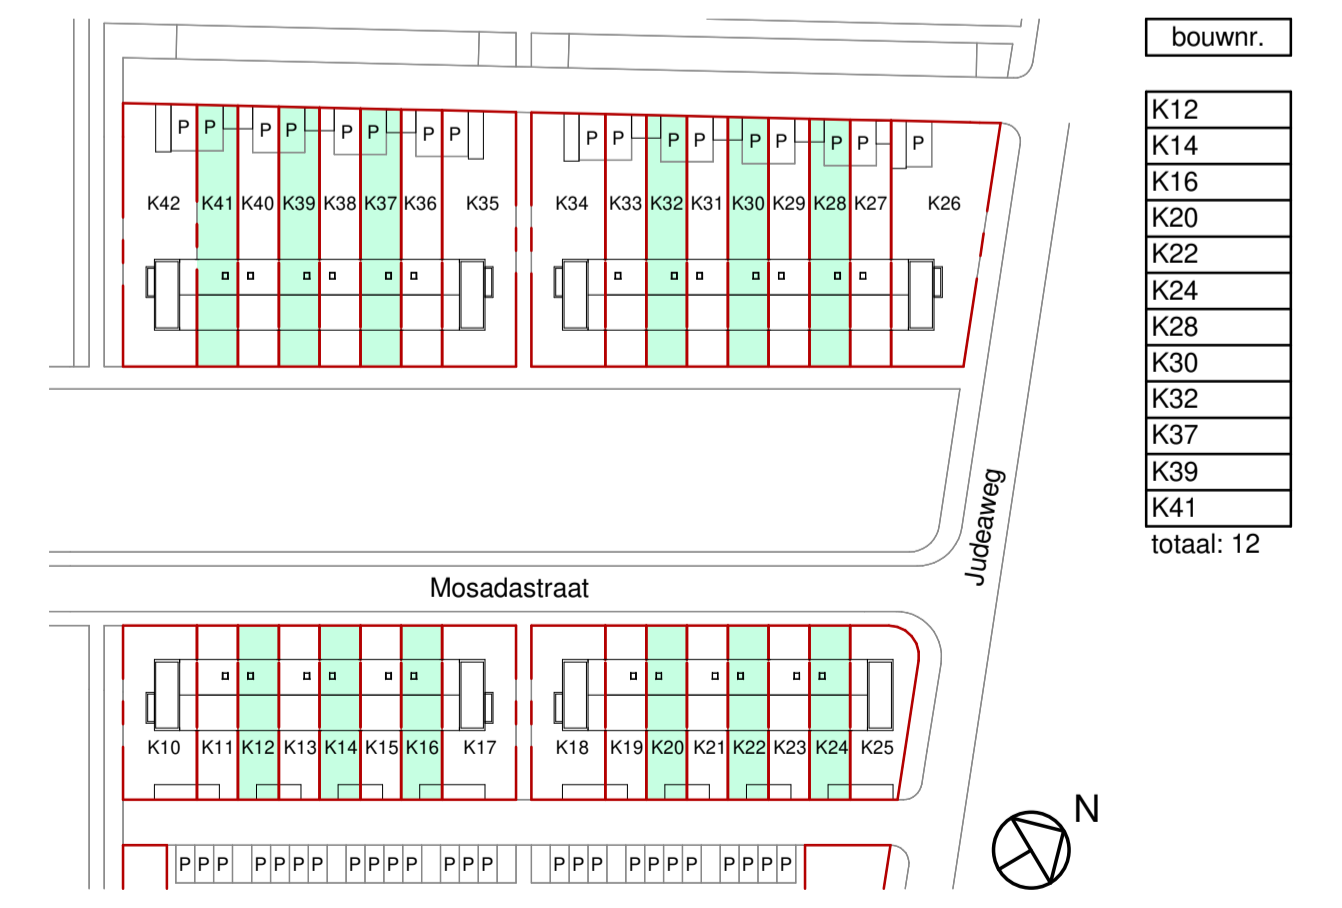 bouwnr.
K12
K14
K16
K20
K22
K24
K28
K30
K32
K37
K39
K41
totaal: 12
P P P P P P P P P P P P P P P P P
K42 K41 K40 K39 K38 K37 K36 K35 K34 K33 K32 K31 K30 K29 K28 K27 K26
Judeaweg
Mosadastraat
K10 K11 K12 K13 K14 K15 K16 K17 K18 K19 K20 K21 K22 K23 K24 K25
N
P P P P P P P P P P P P P P P P P P P P P P P P P